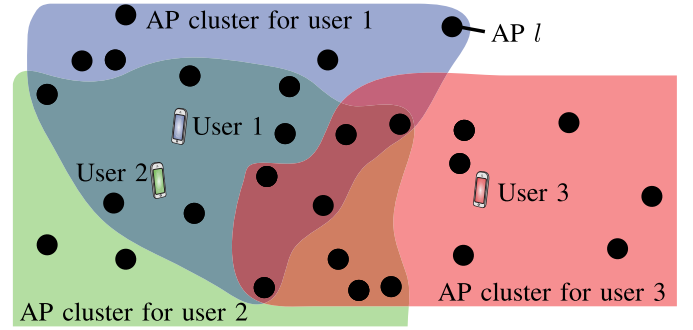 AP cluster for user 1
AP l
User 1
User 2
User 3
AP cluster for user 3
AP cluster for user 2